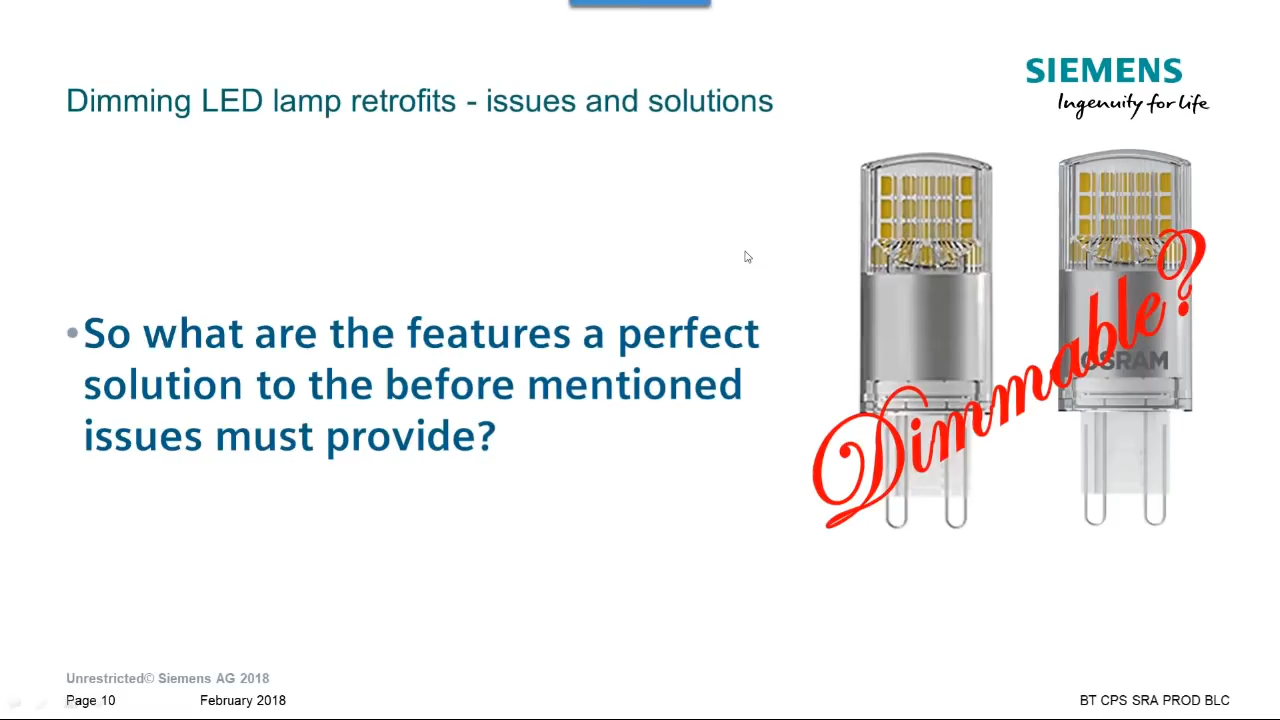 SIEMENS
Ingenuity for life
Dimming LED lamp retrofits - issues and solutions
•So what are the features a perfect
solution to the before mentioned
issues must provide?
Dimmable?
OSRAM
Unrestricted© Siemens AG 2018
Page 10 February 2018 BT CPS SRA PROD BLC